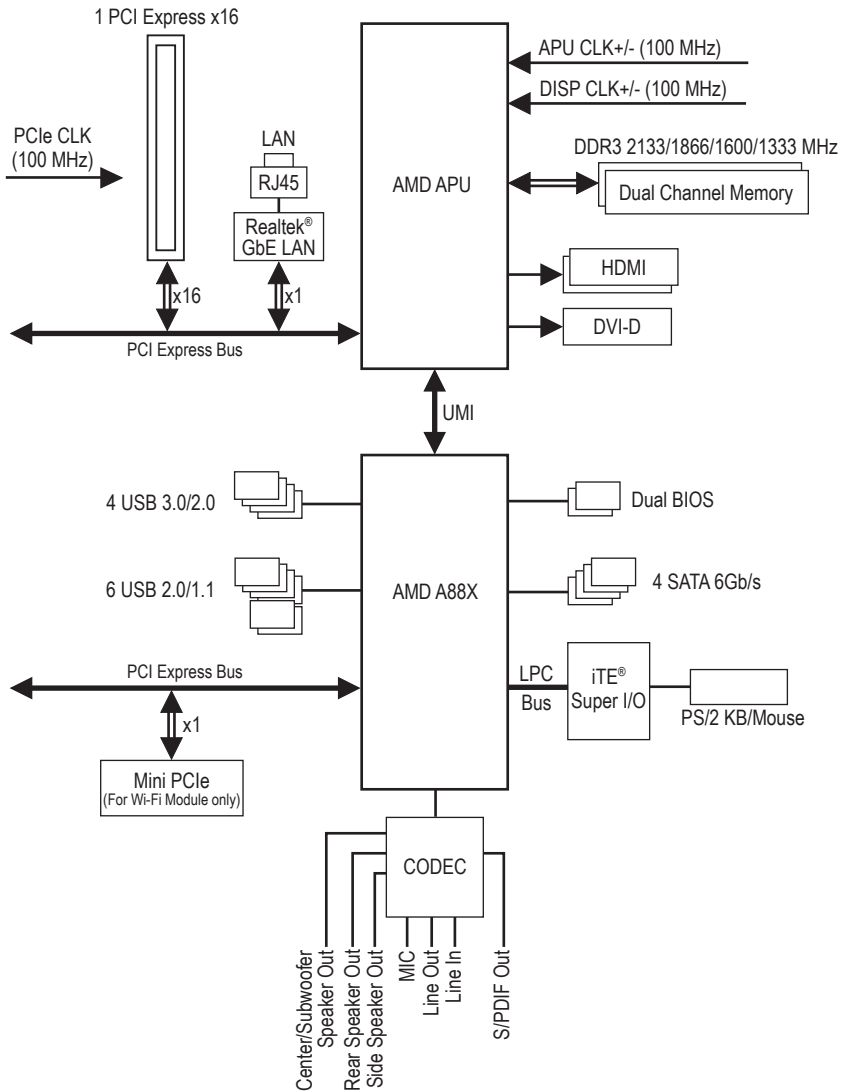 1 PCI Express x16
PCIe CLK
(100 MHz)
LAN
RJ45
Realtek®
GbE LAN
x16
x1
PCI Express Bus
AMD APU
APU CLK+/- (100 MHz)
DISP CLK+/- (100 MHz)
DDR3 2133/1866/1600/1333 MHz
Dual Channel Memory
HDMI
DVI-D
UMI
4 USB 3.0/2.0
6 USB 2.0/1.1
AMD A88X
Dual BIOS
4 SATA 6Gb/s
PCI Express Bus
x1
Mini PCIe
(For Wi-Fi Module only)
LPC
Bus
iTE®
Super I/O
PS/2 KB/Mouse
CODEC
Center/Subwoofer
Speaker Out
Rear Speaker Out
Side Speaker Out
MIC
Line Out
Line In
S/PDIF Out